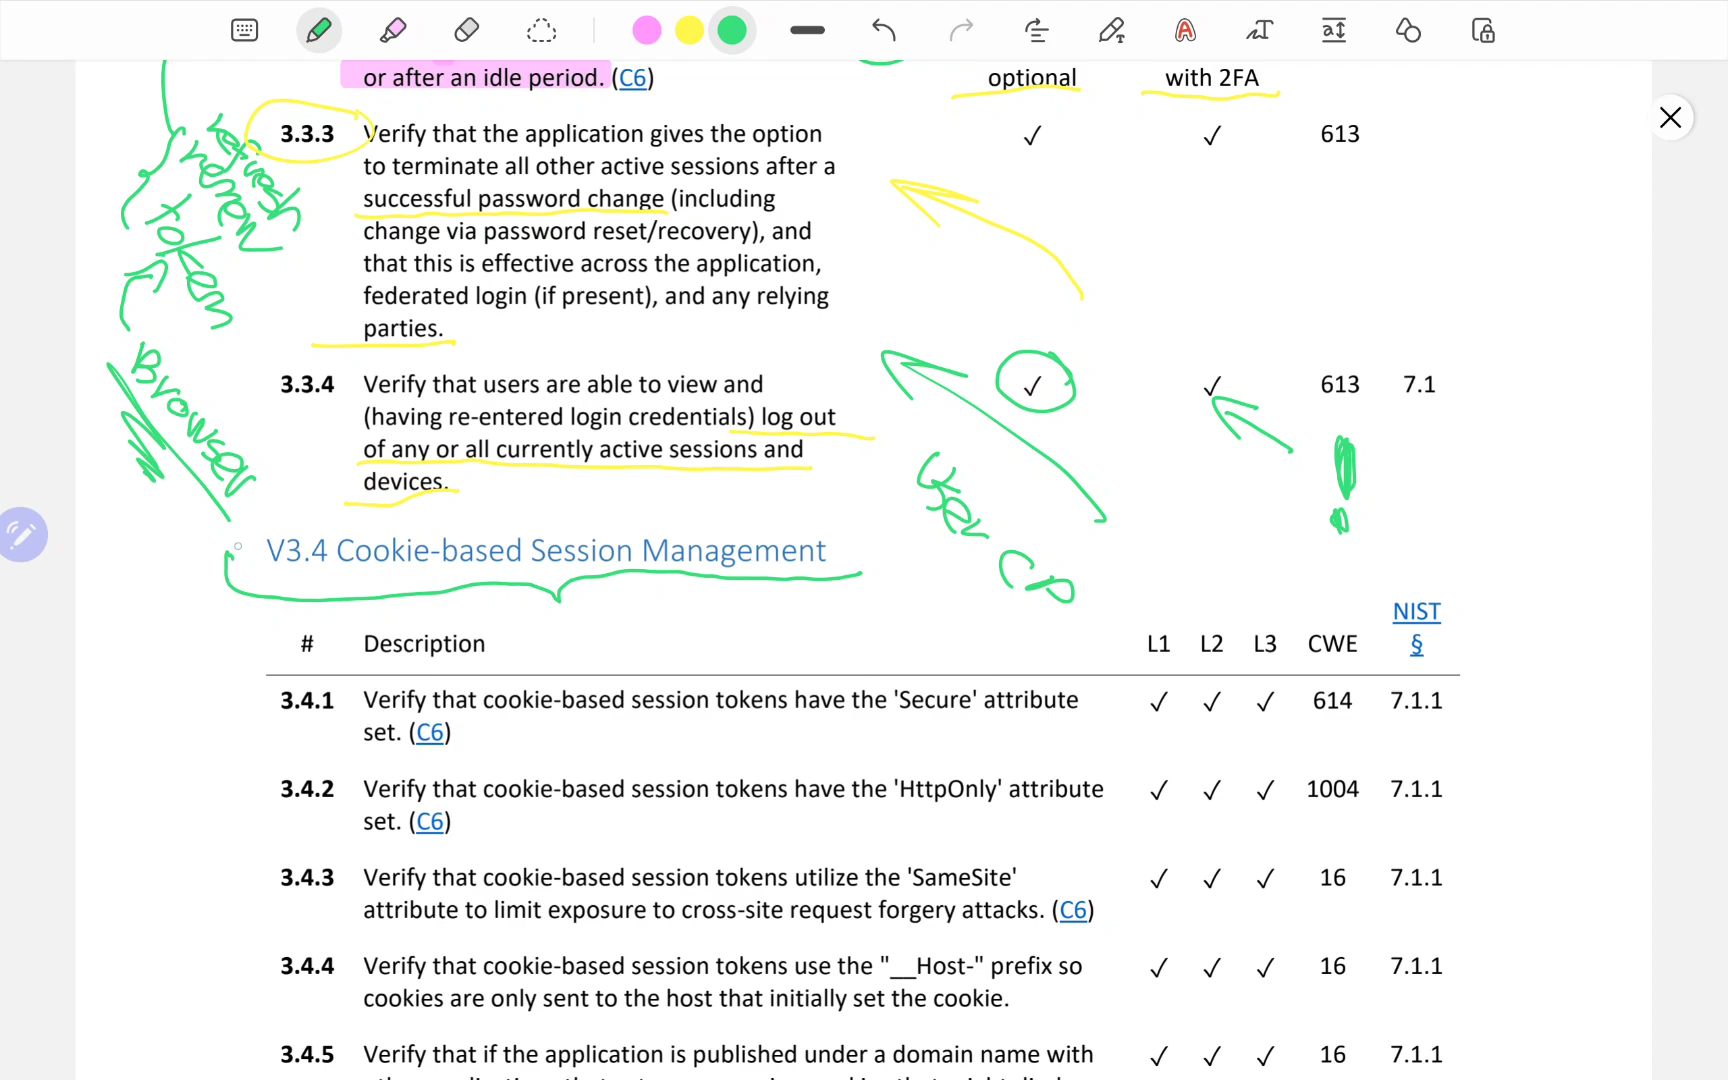 or after an idle period. (C6) optional with 2FA
3.3.3 Verify that the application gives the option ✓ ✓ 613
to terminate all other active sessions after a
successful password change (including
change via password reset/recovery), and
that this is effective across the application,
federated login (if present), and any relying
parties.
refresh
renew
token
Browser
3.3.4 Verify that users are able to view and ✓ ✓ 613 7.1
(having re-entered login credentials) log out
of any or all currently active sessions and
devices.
!
V3.4 Cookie-based Session Management
# Description L1 L2 L3 CWE NIST §
3.4.1 Verify that cookie-based session tokens have the 'Secure' attribute ✓ ✓ ✓ 614 7.1.1
set. (C6)
3.4.2 Verify that cookie-based session tokens have the 'HttpOnly' attribute ✓ ✓ ✓ 1004 7.1.1
set. (C6)
3.4.3 Verify that cookie-based session tokens utilize the 'SameSite' ✓ ✓ ✓ 16 7.1.1
attribute to limit exposure to cross-site request forgery attacks. (C6)
3.4.4 Verify that cookie-based session tokens use the "__Host-" prefix so ✓ ✓ ✓ 16 7.1.1
cookies are only sent to the host that initially set the cookie.
3.4.5 Verify that if the application is published under a domain name with ✓ ✓ ✓ 16 7.1.1